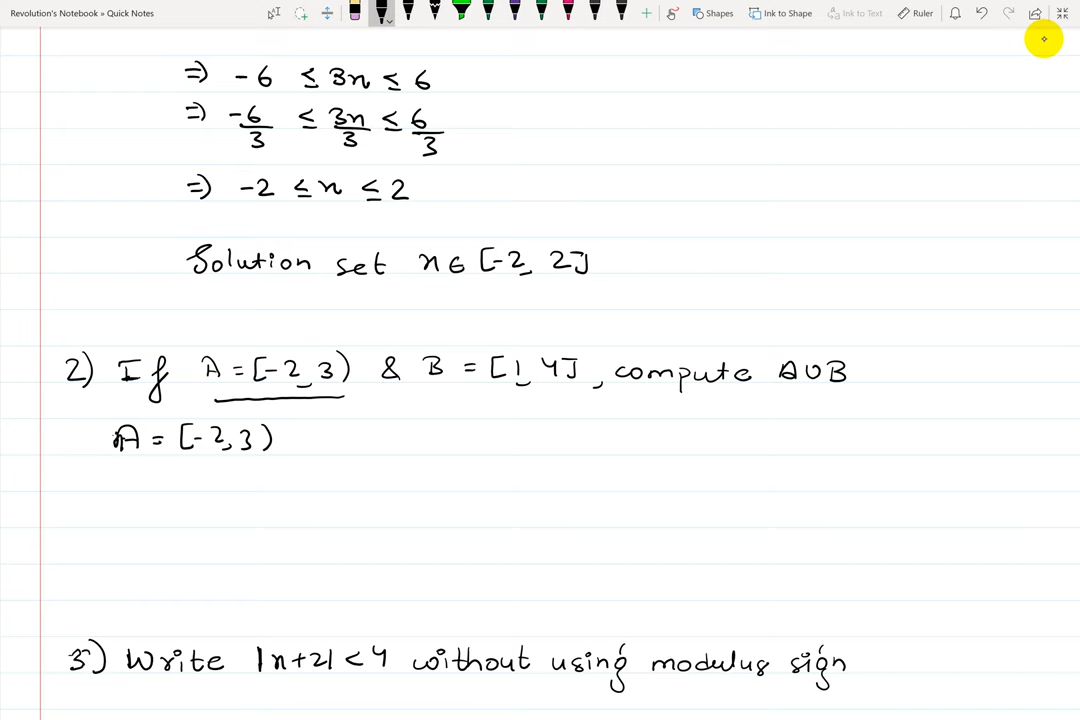 Revolution's Notebook » Quick Notes
Shapes
Ink to Shape
Ink to Text
Ruler
=) -6 ≤ 3x ≤ 6
=) -6/3 ≤ 3x/3 ≤ 6/3
=) -2 ≤ x ≤ 2
Solution set x ∈ [-2, 2]
2) If A = [-2, 3) & B = [1, 4], compute A∪B
A = [-2, 3)
3) Write |x+2| < 4 without using modulus sign